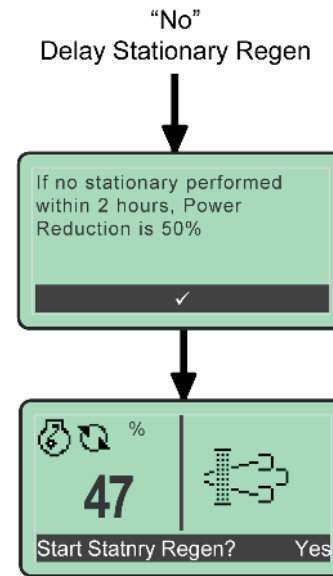 “No”
Delay Stationary Regen
If no stationary performed
within 2 hours, Power
Reduction is 50%
✓
%
47
Start Statnry Regen? Yes